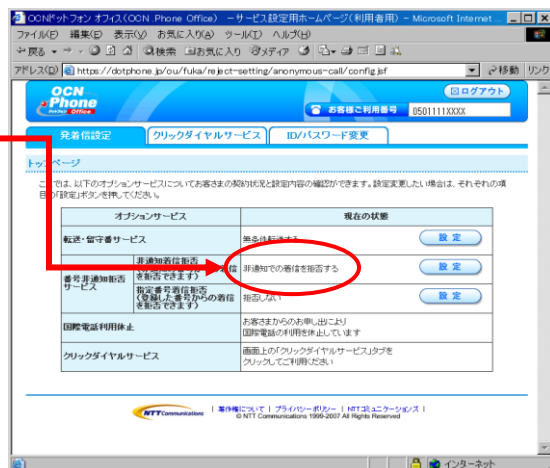 OCNドットフォン オフィス(OCN Phone Office) －サービス設定用ホームページ(利用者用) - Microsoft Internet ...
ファイル(F) 編集(E) 表示(V) お気に入り(A) ツール(T) ヘルプ(H)
戻る 検索 お気に入り メディア
アドレス(D) https://dotphone.jp/ou/fuka/reject-setting/anonymous-call/config.jsf 移動 リンク
OCN
Phone
Office
ログアウト
お客様ご利用番号 0501111XXXX
発着信設定 クリックダイヤルサービス ID/パスワード変更
トップページ
では、以下のオプションサービスについてお客さまの契約状況と設定内容の確認ができます。設定変更したい場合は、それぞれの項
目の「設定」ボタンを押してください。
オプションサービス 現在の状態
転送・留守番サービス 無条件転送する 設 定
番号非通知拒否
サービス
非通知着信拒否
着信
を拒否できます)
非通知での着信を拒否する 設 定
指定番号着信拒否
(登録した番号からの着信
を拒否できます)
拒否しない 設 定
国際電話利用休止
お客さまからのお申し出により
国際電話の利用を休止しています
クリックダイヤルサービス
画面上の「クリックダイヤルサービス」タブを
クリックしてご利用ください
NTT Communications | 著作権について | プライバシーポリシー | NTTコミュニケーションズ |
© NTT Communications 1999-2007 All Rights Reserved
インターネット